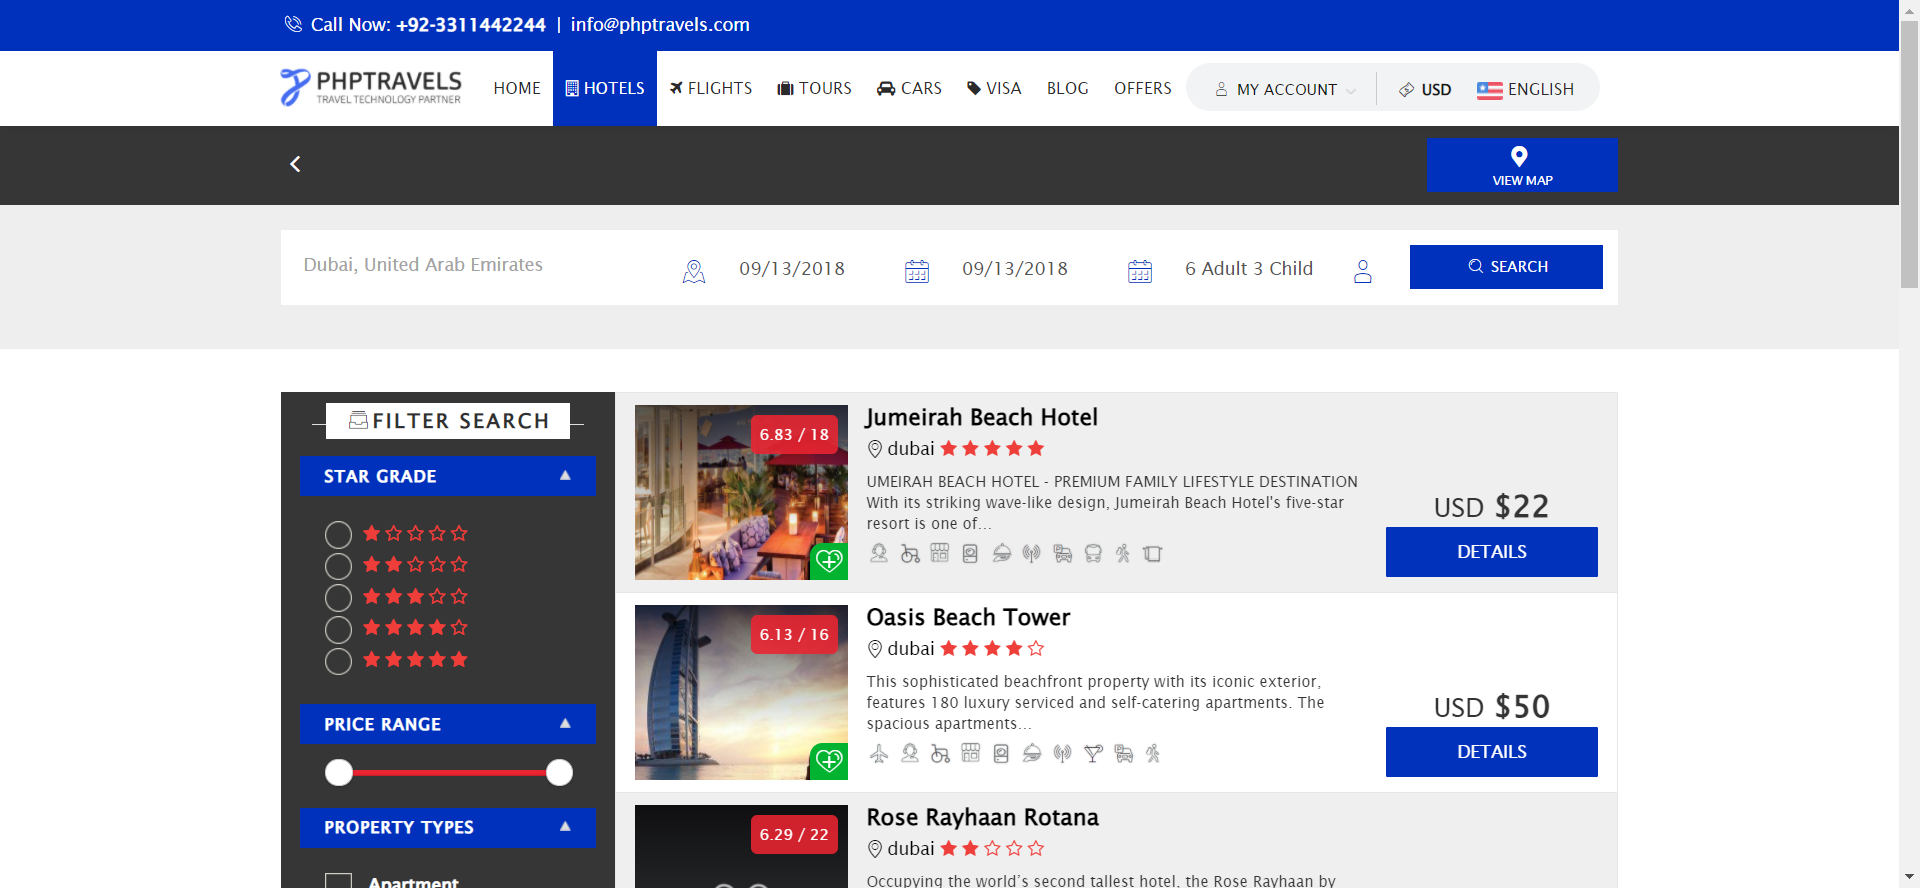 Call Now: +92-3311442244 | info@phptravels.com
PHPTRAVELS
TRAVEL TECHNOLOGY PARTNER
HOME HOTELS FLIGHTS TOURS CARS VISA BLOG OFFERS MY ACCOUNT USD ENGLISH
VIEW MAP
Dubai, United Arab Emirates 09/13/2018 09/13/2018 6 Adult 3 Child SEARCH
FILTER SEARCH
STAR GRADE
PRICE RANGE
PROPERTY TYPES
Apartment
6.83 / 18
Jumeirah Beach Hotel
dubai
UMEIRAH BEACH HOTEL - PREMIUM FAMILY LIFESTYLE DESTINATION
With its striking wave-like design, Jumeirah Beach Hotel's five-star
resort is one of...
USD $22
DETAILS
6.13 / 16
Oasis Beach Tower
dubai
This sophisticated beachfront property with its iconic exterior,
features 180 luxury serviced and self-catering apartments. The
spacious apartments...
USD $50
DETAILS
6.29 / 22
Rose Rayhaan Rotana
dubai
Occupying the world's second tallest hotel, the Rose Rayhaan by